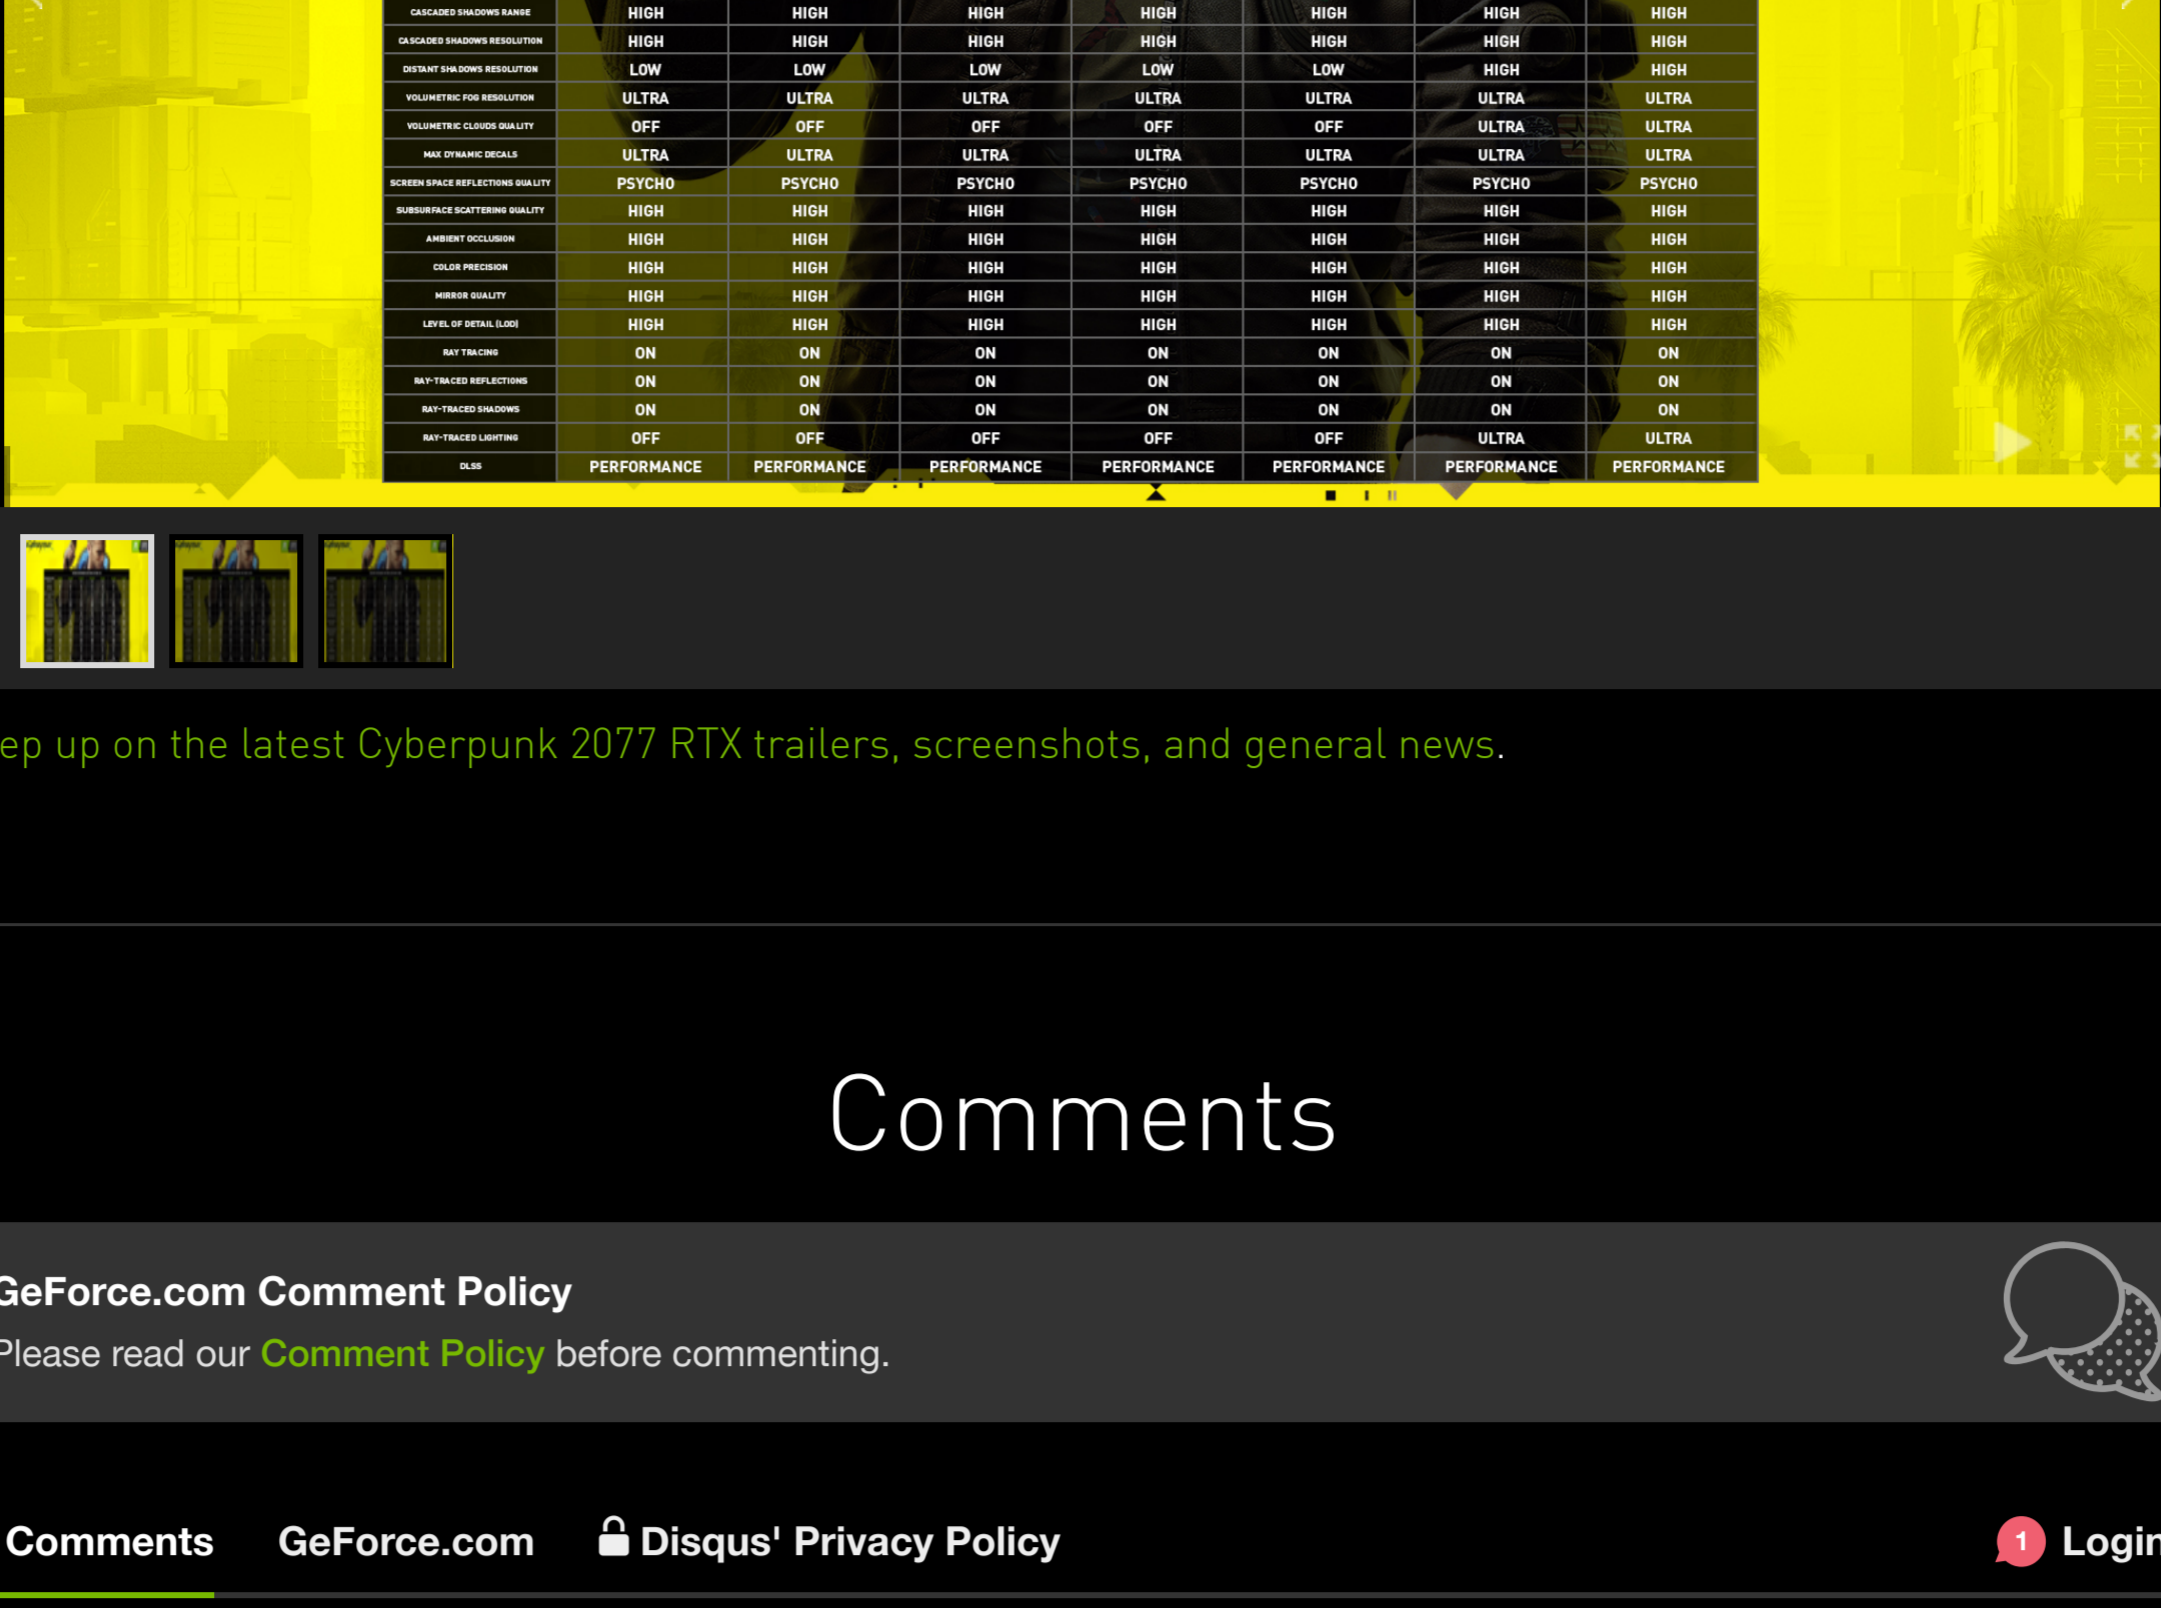 CASCADED SHADOWS RANGE HIGH HIGH HIGH HIGH HIGH HIGH HIGH
CASCADED SHADOWS RESOLUTION HIGH HIGH HIGH HIGH HIGH HIGH HIGH
DISTANT SHADOWS RESOLUTION LOW LOW LOW LOW LOW HIGH HIGH
VOLUMETRIC FOG RESOLUTION ULTRA ULTRA ULTRA ULTRA ULTRA ULTRA ULTRA
VOLUMETRIC CLOUDS QUALITY OFF OFF OFF OFF OFF ULTRA ULTRA
MAX DYNAMIC DECALS ULTRA ULTRA ULTRA ULTRA ULTRA ULTRA ULTRA
SCREEN SPACE REFLECTIONS QUALITY PSYCHO PSYCHO PSYCHO PSYCHO PSYCHO PSYCHO PSYCHO
SUBSURFACE SCATTERING QUALITY HIGH HIGH HIGH HIGH HIGH HIGH HIGH
AMBIENT OCCLUSION HIGH HIGH HIGH HIGH HIGH HIGH HIGH
COLOR PRECISION HIGH HIGH HIGH HIGH HIGH HIGH HIGH
MIRROR QUALITY HIGH HIGH HIGH HIGH HIGH HIGH HIGH
LEVEL OF DETAIL (LOD) HIGH HIGH HIGH HIGH HIGH HIGH HIGH
RAY TRACING ON ON ON ON ON ON ON
RAY-TRACED REFLECTIONS ON ON ON ON ON ON ON
RAY-TRACED SHADOWS ON ON ON ON ON ON ON
RAY-TRACED LIGHTING OFF OFF OFF OFF OFF ULTRA ULTRA
DLSS PERFORMANCE PERFORMANCE PERFORMANCE PERFORMANCE PERFORMANCE PERFORMANCE PERFORMANCE
ep up on the latest Cyberpunk 2077 RTX trailers, screenshots, and general news.
Comments
GeForce.com Comment Policy
Please read our Comment Policy before commenting.
Comments GeForce.com Disqus' Privacy Policy 1 Login